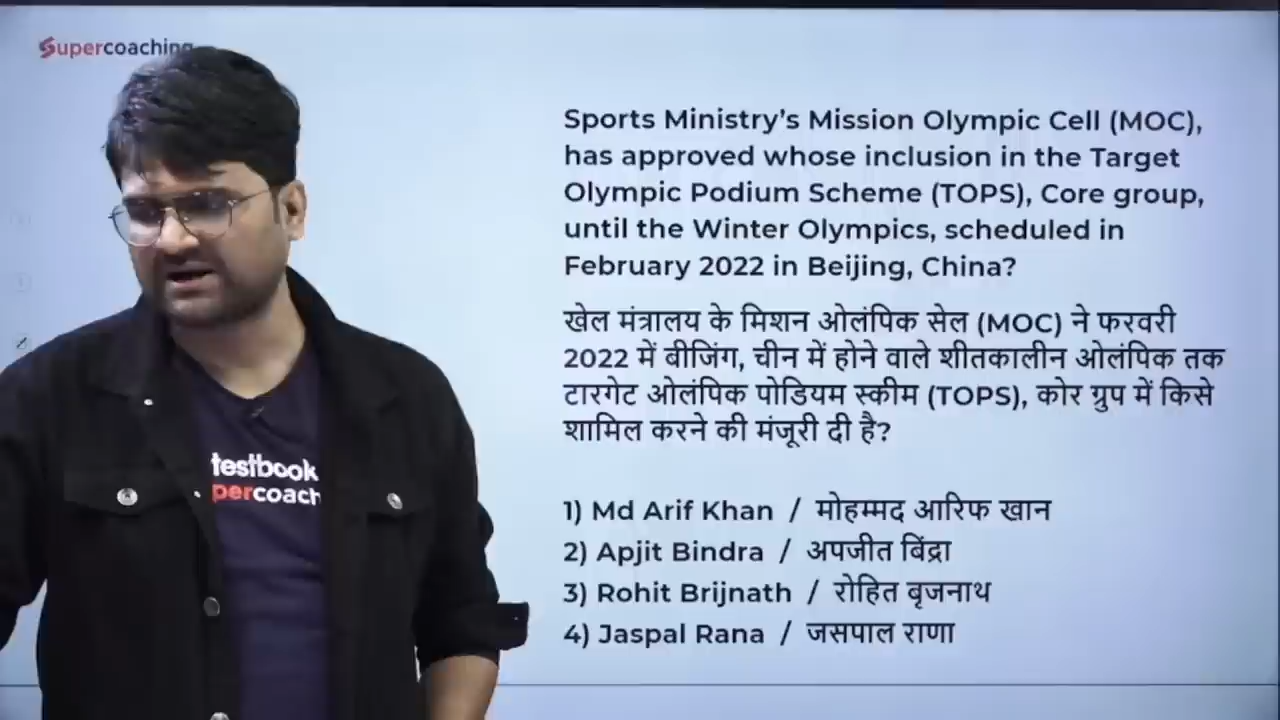 Supercoaching
Sports Ministry's Mission Olympic Cell (MOC),
has approved whose inclusion in the Target
Olympic Podium Scheme (TOPS), Core group,
until the Winter Olympics, scheduled in
February 2022 in Beijing, China?
खेल मंत्रालय के मिशन ओलंपिक सेल (MOC) ने फरवरी
2022 में बीजिंग, चीन में होने वाले शीतकालीन ओलंपिक तक
टारगेट ओलंपिक पोडियम स्कीम (TOPS), कोर ग्रुप में किसे
शामिल करने की मंजूरी दी है?
1) Md Arif Khan / मोहम्मद आरिफ खान
2) Apjit Bindra / अपजीत बिंद्रा
3) Rohit Brijnath / रोहित बृजनाथ
4) Jaspal Rana / जसपाल राणा
testbook
percoach